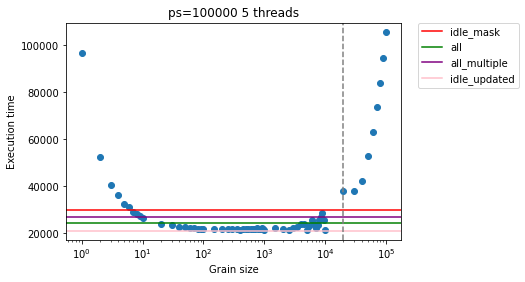 ps=100000 5 threads
idle_mask
all
all_multiple
idle_updated
Execution time
100000
80000
60000
40000
20000
10^0
10^1
10^2
10^3
10^4
10^5
Grain size